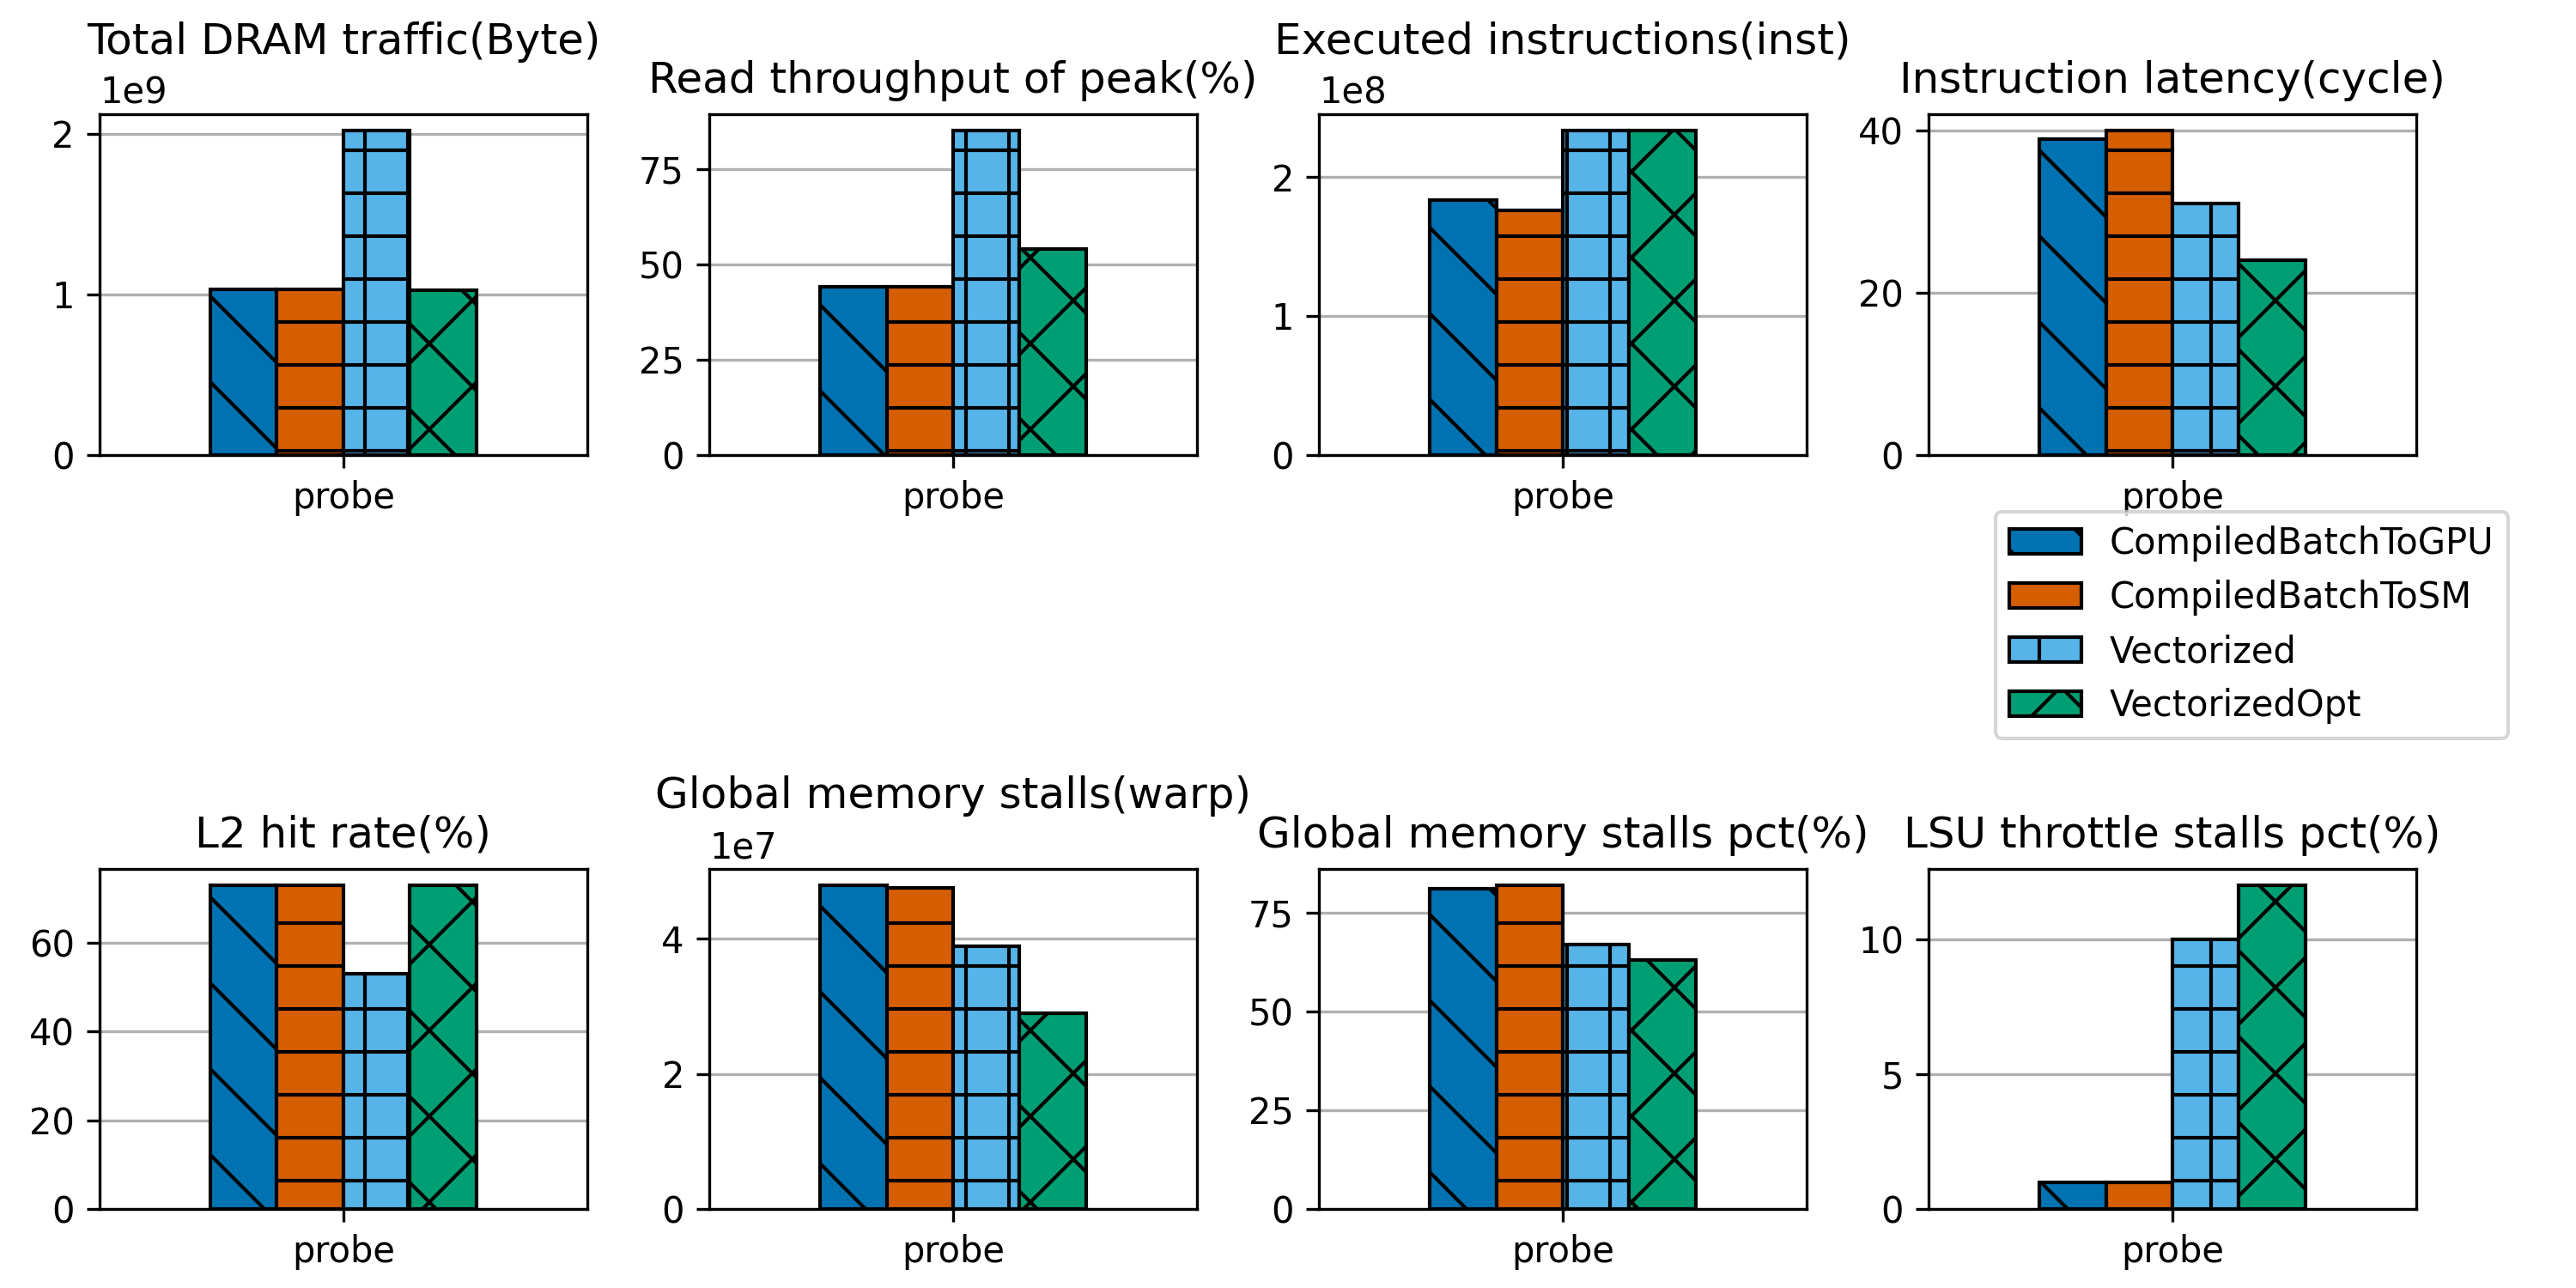 Total DRAM traffic(Byte)
1e9
2
1
0
probe
Read throughput of peak(%)
75
50
25
0
probe
Executed instructions(inst)
1e8
2
1
0
probe
Instruction latency(cycle)
40
20
0
probe
CompiledBatchToGPU
CompiledBatchToSM
Vectorized
VectorizedOpt
L2 hit rate(%)
60
40
20
0
probe
Global memory stalls(warp)
1e7
4
2
0
probe
Global memory stalls pct(%)
75
50
25
0
probe
LSU throttle stalls pct(%)
10
5
0
probe